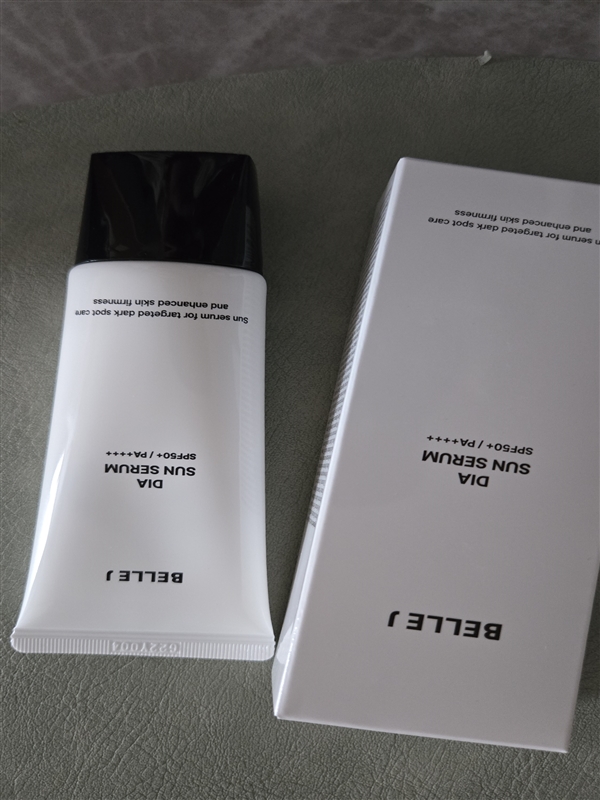 BELLE J
DIA
SUN SERUM
SPF50+ / PA++++
Sun serum for targeted dark spot care
and enhanced skin firmness
BELLE J
DIA
SUN SERUM
SPF50+ / PA++++
serum for targeted dark spot care
and enhanced skin firmness